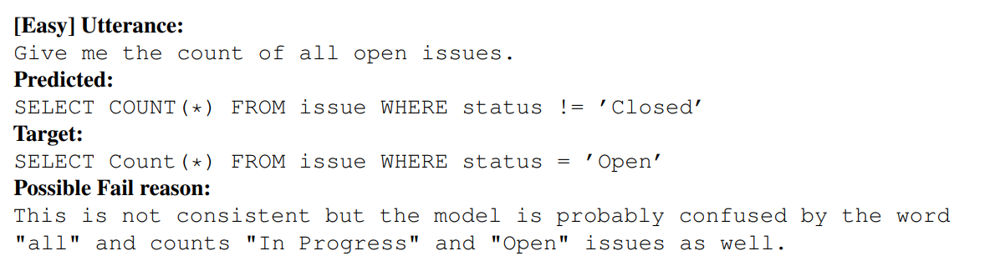 [Easy] Utterance:
Give me the count of all open issues.
Predicted:
SELECT COUNT(*) FROM issue WHERE status != ’Closed’
Target:
SELECT Count(*) FROM issue WHERE status = ’Open’
Possible Fail reason:
This is not consistent but the model is probably confused by the word
"all" and counts "In Progress" and "Open" issues as well.